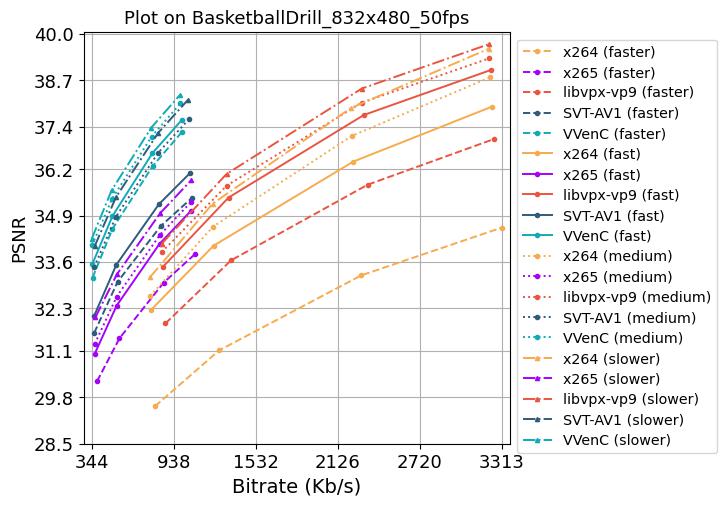 Plot on BasketballDrill_832x480_50fps
40.0
38.7
37.4
36.2
34.9
33.6
32.3
31.1
29.8
28.5
PSNR
344
938
1532
2126
2720
3313
Bitrate (Kb/s)
x264 (faster)
x265 (faster)
libvpx-vp9 (faster)
SVT-AV1 (faster)
VVenC (faster)
x264 (fast)
x265 (fast)
libvpx-vp9 (fast)
SVT-AV1 (fast)
VVenC (fast)
x264 (medium)
x265 (medium)
libvpx-vp9 (medium)
SVT-AV1 (medium)
VVenC (medium)
x264 (slower)
x265 (slower)
libvpx-vp9 (slower)
SVT-AV1 (slower)
VVenC (slower)